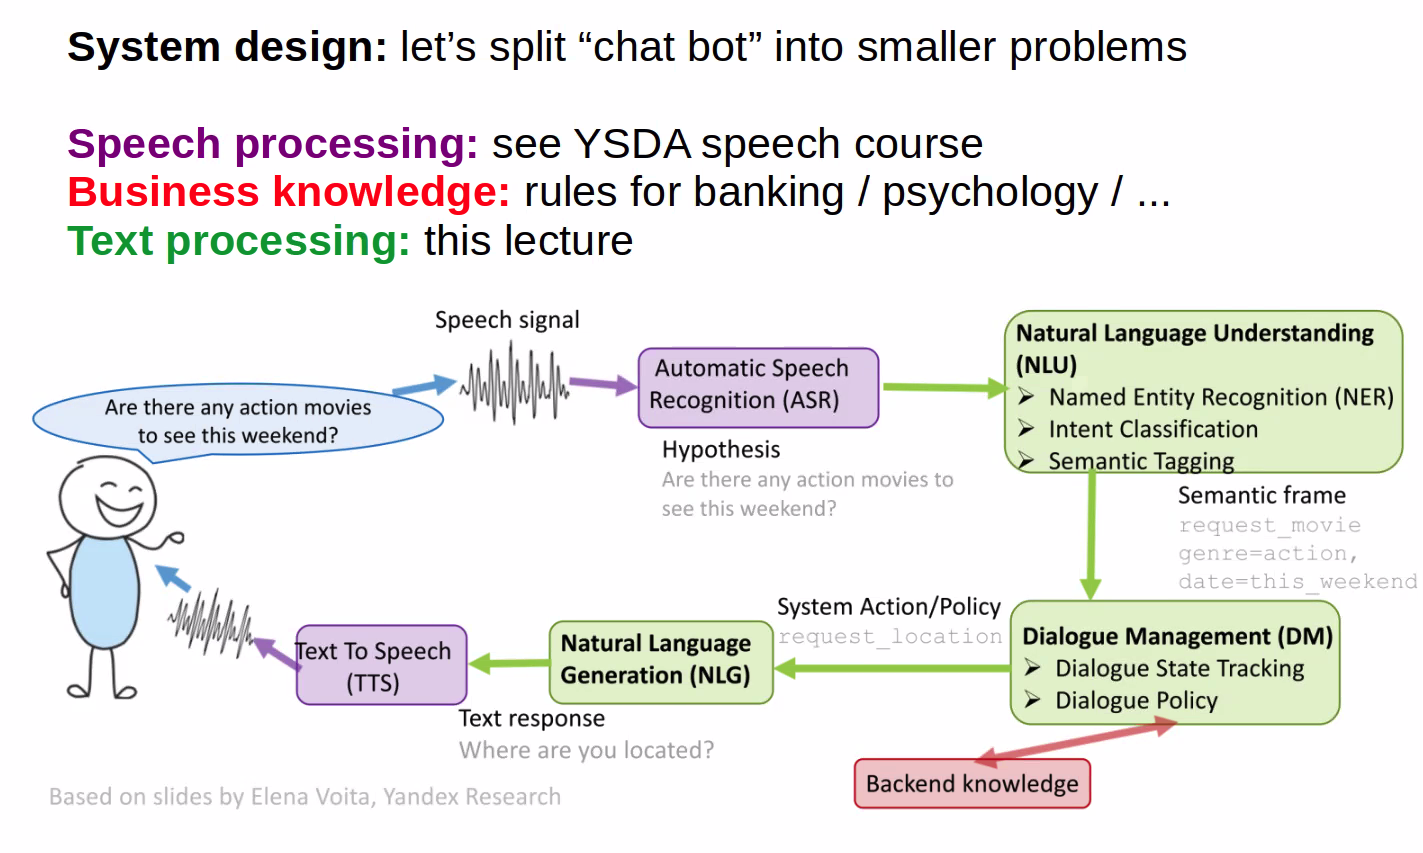 System design: let's split “chat bot” into smaller problems
Speech processing: see YSDA speech course
Business knowledge: rules for banking / psychology / ...
Text processing: this lecture
Speech signal
Are there any action movies
to see this weekend?
Automatic Speech
Recognition (ASR)
Hypothesis
Are there any action movies to
see this weekend?
Natural Language Understanding
(NLU)
➢ Named Entity Recognition (NER)
➢ Intent Classification
➢ Semantic Tagging
Semantic frame
request_movie
genre=action,
date=this_weekend
Dialogue Management (DM)
➢ Dialogue State Tracking
➢ Dialogue Policy
Backend knowledge
System Action/Policy
request_location
Natural Language
Generation (NLG)
Text response
Where are you located?
Text To Speech
(TTS)
Based on slides by Elena Voita, Yandex Research